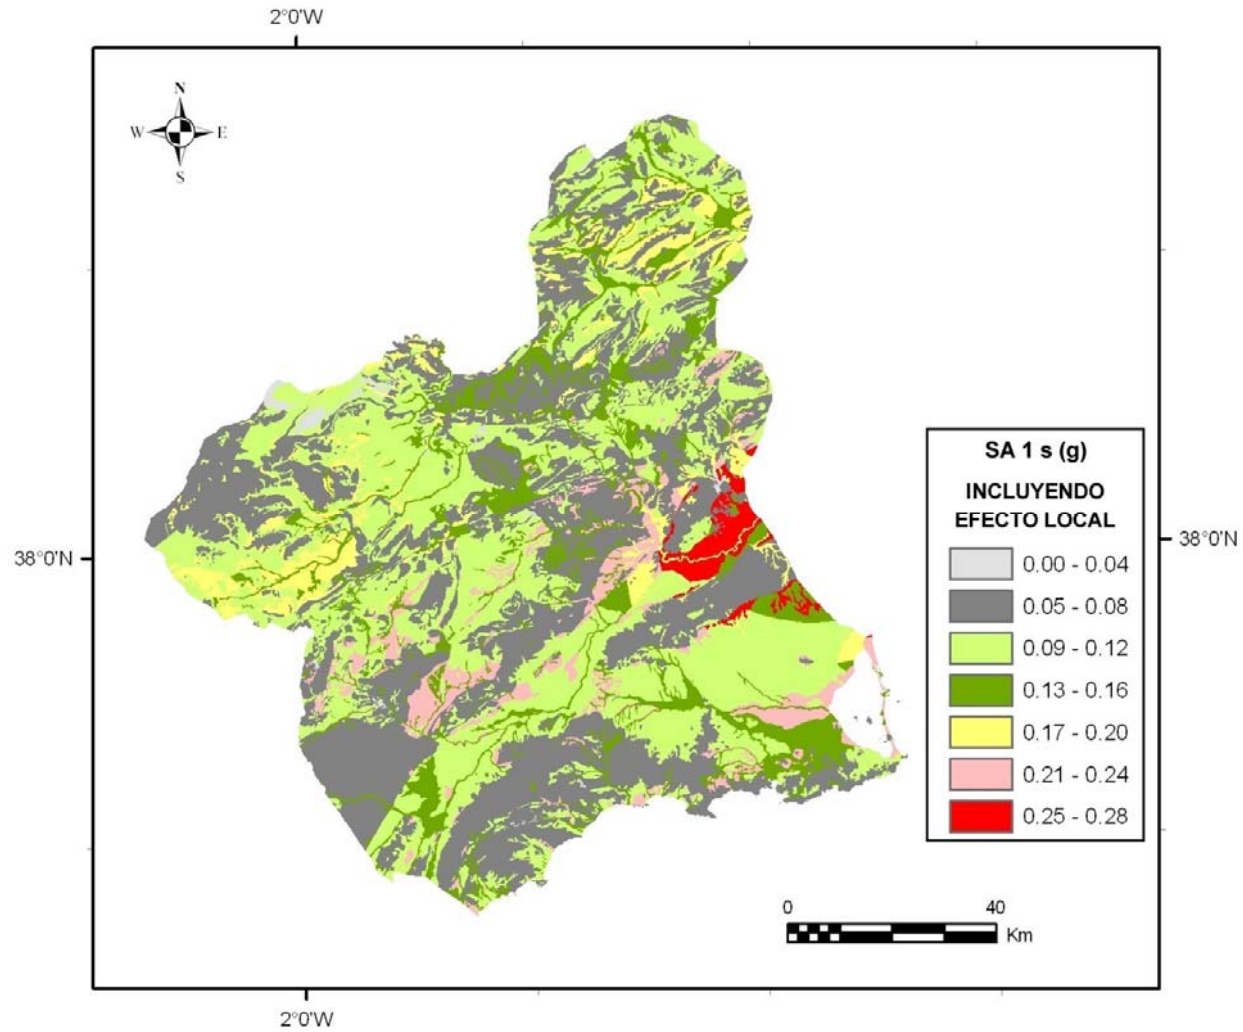 2°0'W
N
W
E
S
SA 1 s (g)
INCLUYENDO
EFECTO LOCAL
0.00 - 0.04
0.05 - 0.08
0.09 - 0.12
0.13 - 0.16
0.17 - 0.20
0.21 - 0.24
0.25 - 0.28
38°0'N
38°0'N
0
40
Km
2°0'W